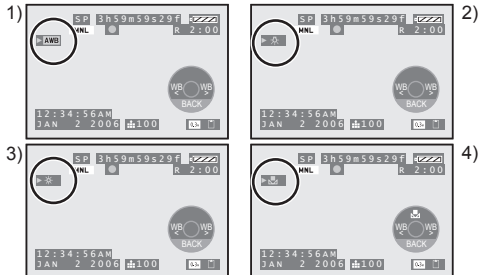 1)
SP 3h59m59s29f
MNL R 2:00
AWB
WB WB
BACK
12:34:56AM
JAN 2 2006 100
2)
SP 3h59m59s29f
MNL R 2:00
WB WB
BACK
12:34:56AM
JAN 2 2006 100
3)
SP 3h59m59s29f
MNL R 2:00
WB WB
BACK
12:34:56AM
JAN 2 2006 100
4)
SP 3h59m59s29f
MNL R 2:00
WB WB
BACK
12:34:56AM
JAN 2 2006 100